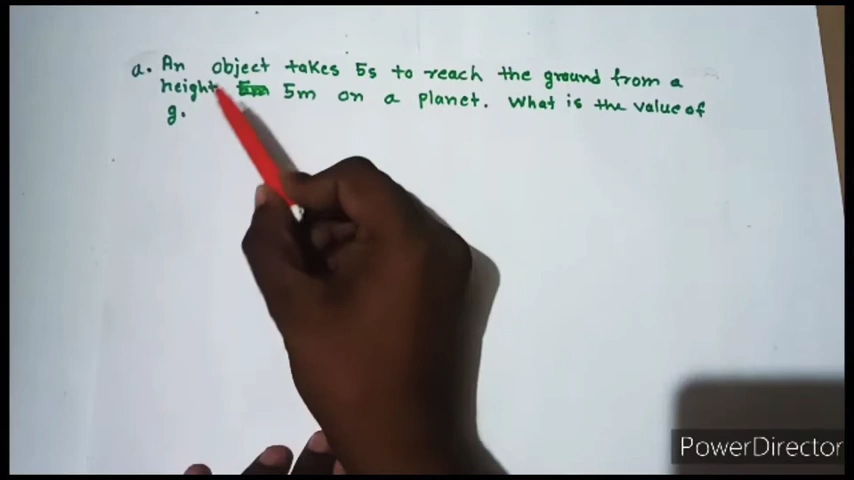 a. An object takes 5s to reach the ground from a
height 5m on a planet. What is the value of
g.
PowerDirector